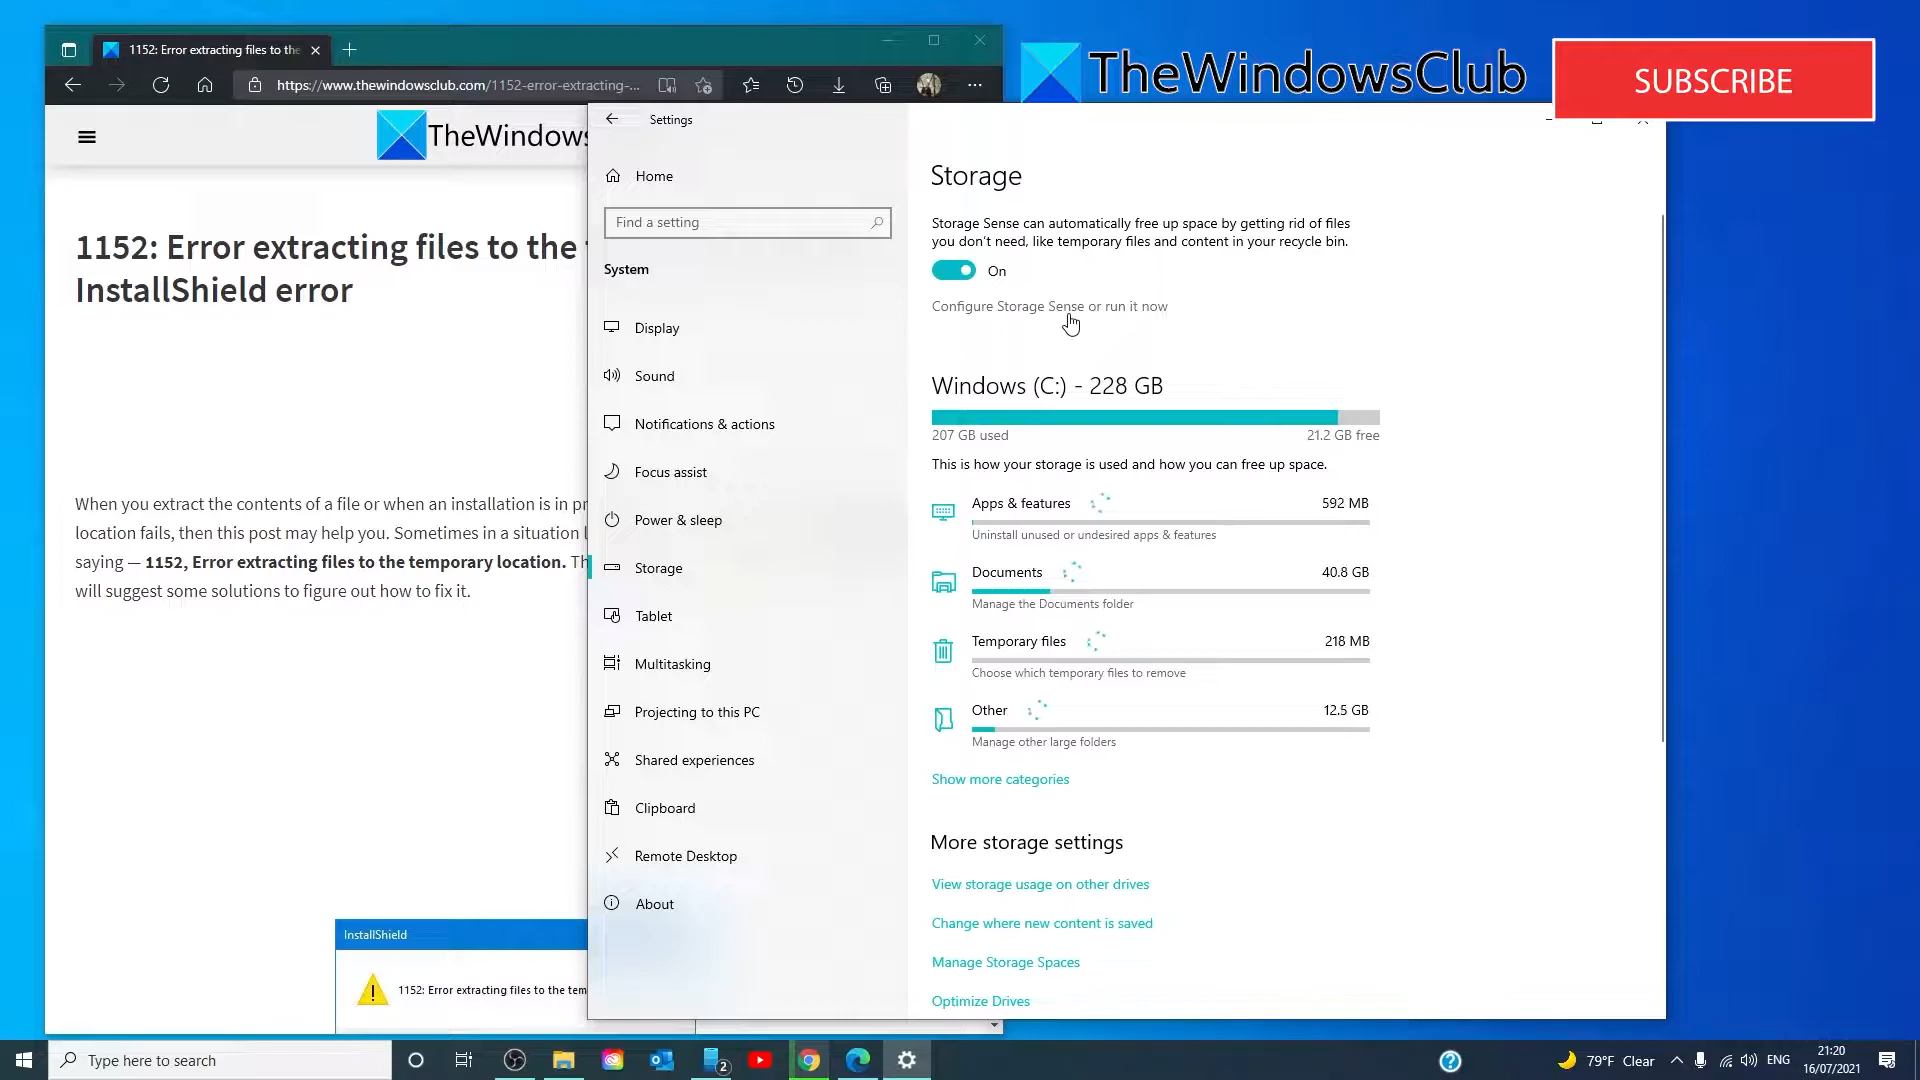 1152: Error extracting files to the
https://www.thewindowsclub.com/1152-error-extracting-...
TheWindowsClub
SUBSCRIBE
TheWindows
1152: Error extracting files to the
InstallShield error
When you extract the contents of a file or when an installation is in
location fails, then this post may help you. Sometimes in a situation
saying — 1152, Error extracting files to the temporary location.
will suggest some solutions to figure out how to fix it.
InstallShield
1152: Error extracting files to the tem
Settings
Home
Find a setting
System
Display
Sound
Notifications & actions
Focus assist
Power & sleep
Storage
Tablet
Multitasking
Projecting to this PC
Shared experiences
Clipboard
Remote Desktop
About
Storage
Storage Sense can automatically free up space by getting rid of files
you don't need, like temporary files and content in your recycle bin.
On
Configure Storage Sense or run it now
Windows (C:) - 228 GB
207 GB used 21.2 GB free
This is how your storage is used and how you can free up space.
Apps & features 592 MB
Uninstall unused or undesired apps & features
Documents 40.8 GB
Manage the Documents folder
Temporary files 218 MB
Choose which temporary files to remove
Other 12.5 GB
Manage other large folders
Show more categories
More storage settings
View storage usage on other drives
Change where new content is saved
Manage Storage Spaces
Optimize Drives
Type here to search
2
79°F Clear
ENG
21:20
16/07/2021